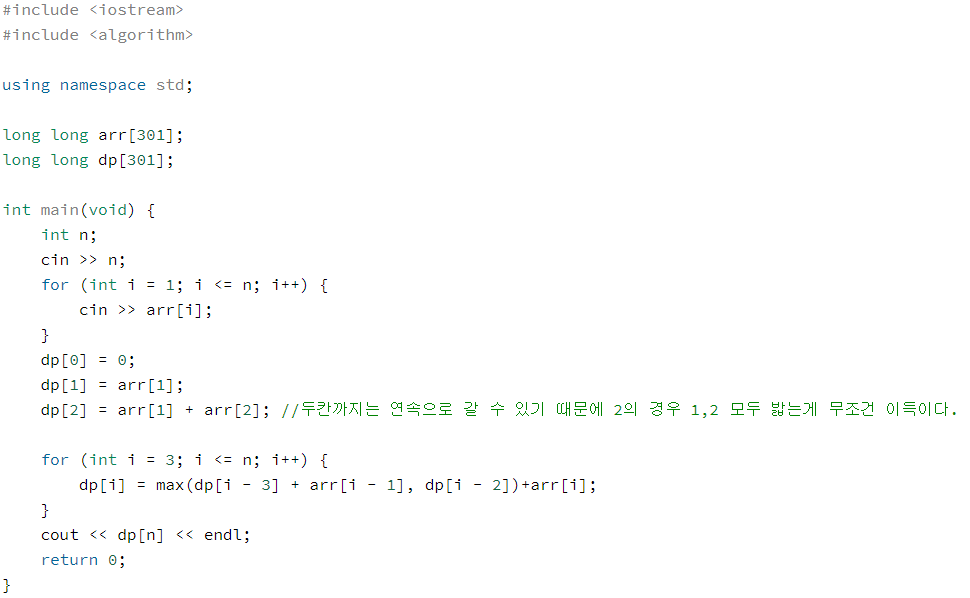 #include <iostream>
#include <algorithm>
using namespace std;
long long arr[301];
long long dp[301];
int main(void) {
int n;
cin >> n;
for (int i = 1; i <= n; i++) {
cin >> arr[i];
}
dp[0] = 0;
dp[1] = arr[1];
dp[2] = arr[1] + arr[2]; //두칸까지는 연속으로 갈 수 있기 때문에 2의 경우 1,2 모두 밟는게 무조건 이득이다.
for (int i = 3; i <= n; i++) {
dp[i] = max(dp[i - 3] + arr[i - 1], dp[i - 2])+arr[i];
}
cout << dp[n] << endl;
return 0;
}